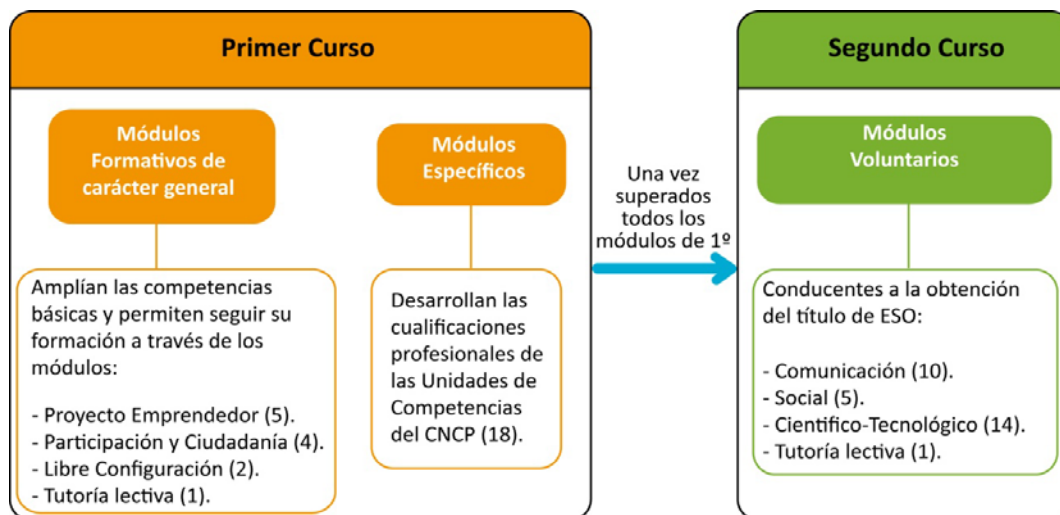 Primer Curso
Módulos
Formativos de
carácter general
Amplían las competencias
básicas y permiten seguir su
formación a través de los
módulos:
- Proyecto Emprendedor (5).
- Participación y Ciudadanía (4).
- Libre Configuración (2).
- Tutoría lectiva (1).
Módulos
Específicos
Desarrollan las
cualificaciones
profesionales de
las Unidades de
Competencias
del CNCP (18).
Una vez
superados
todos los
módulos de 1º
Segundo Curso
Módulos
Voluntarios
Conducentes a la obtención
del título de ESO:
- Comunicación (10).
- Social (5).
- Científico-Tecnológico (14).
- Tutoría lectiva (1).